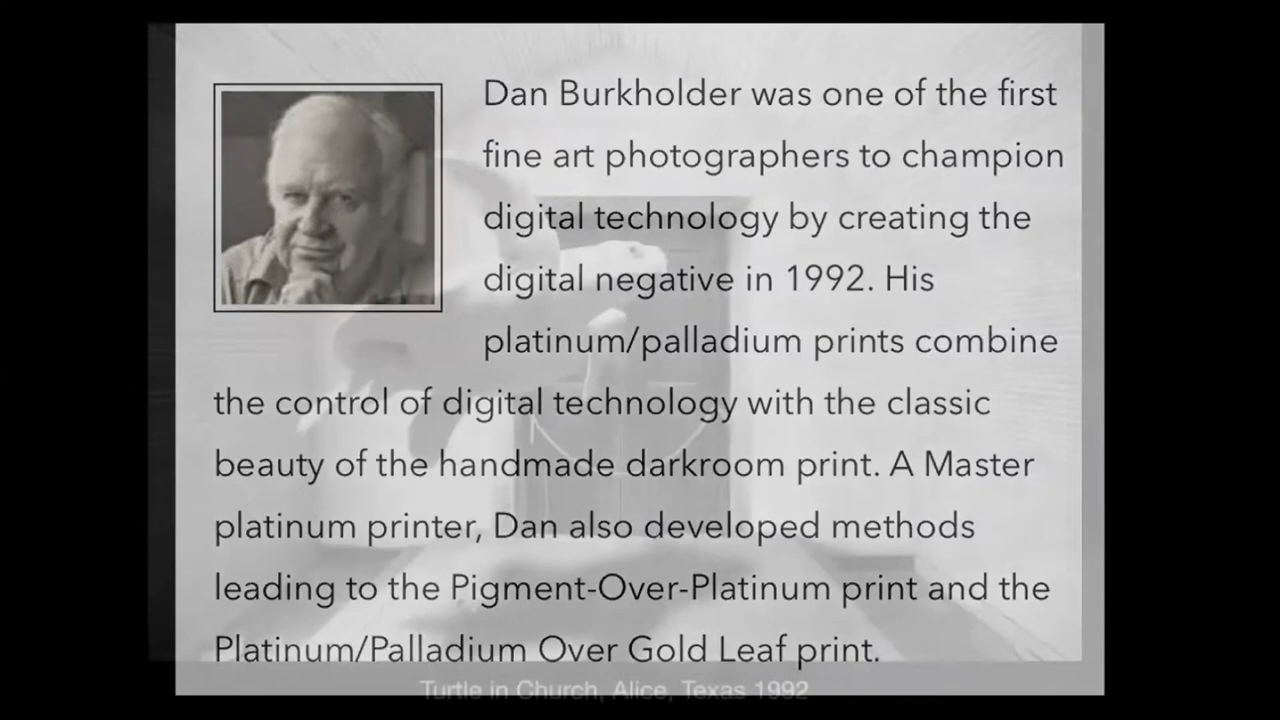 Dan Burkholder was one of the first
fine art photographers to champion
digital technology by creating the
digital negative in 1992. His
platinum/palladium prints combine
the control of digital technology with the classic
beauty of the handmade darkroom print. A Master
platinum printer, Dan also developed methods
leading to the Pigment-Over-Platinum print and the
Platinum/Palladium Over Gold Leaf print.
Turtle in Church, Alice, Texas 1992